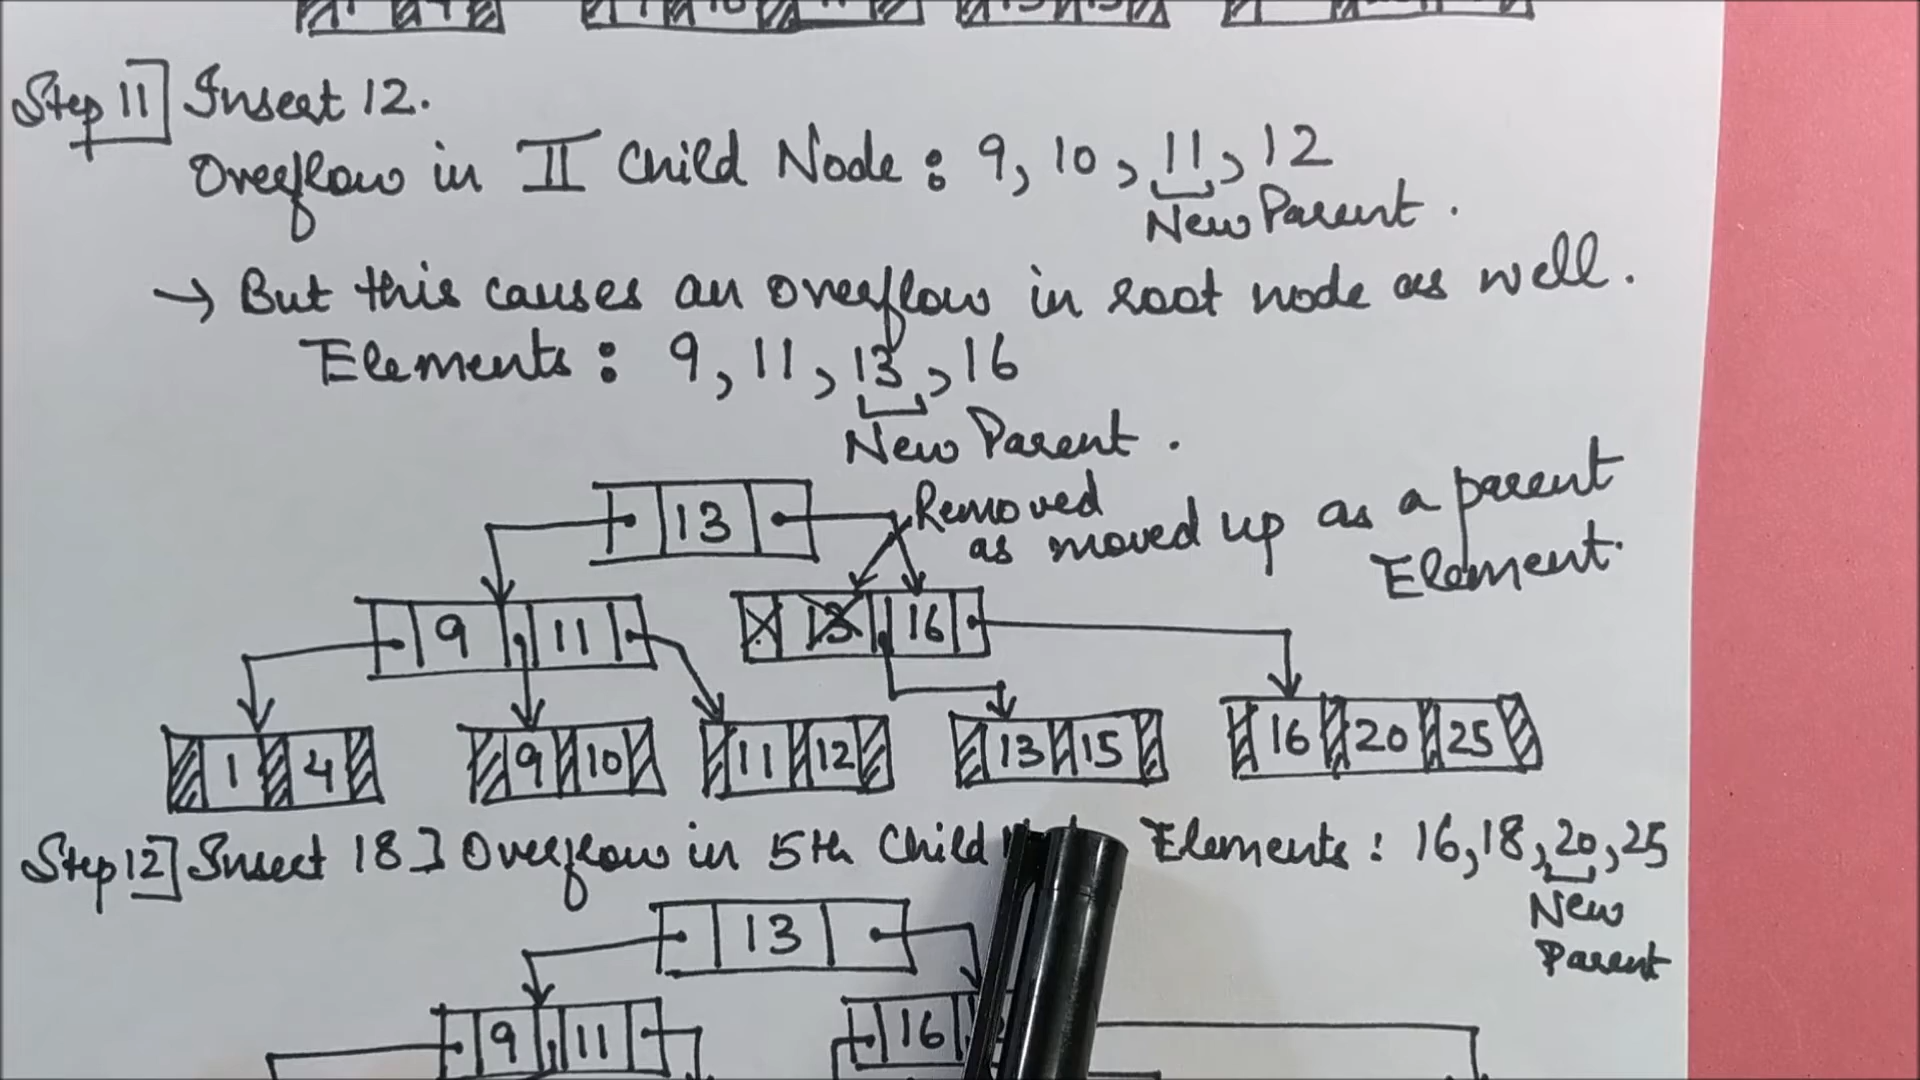 Step 11] Insert 12.
Overflow in II Child Node : 9, 10, 11, 12
New Parent.
→ But this causes an overflow in root node as well.
Elements : 9, 11, 13, 16
New Parent.
Removed
as moved up as a parent
Element.
13
9 11 13 16
1 4 9 10 11 12 13 15 16 20 25
Step 12] Insert 18] Overflow in 5th Child Elements : 16, 18, 20, 25
New
Parent
13
9 11 16